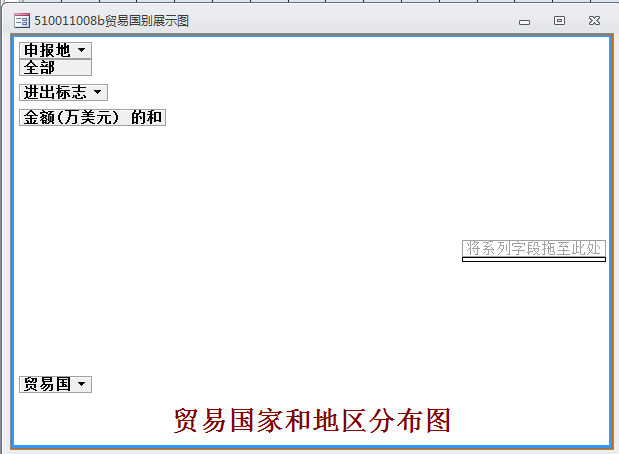 510011008b贸易国别展示图
申报地
全部
进出标志
金额(万美元) 的和
将系列字段拖至此处
贸易国
贸易国家和地区分布图